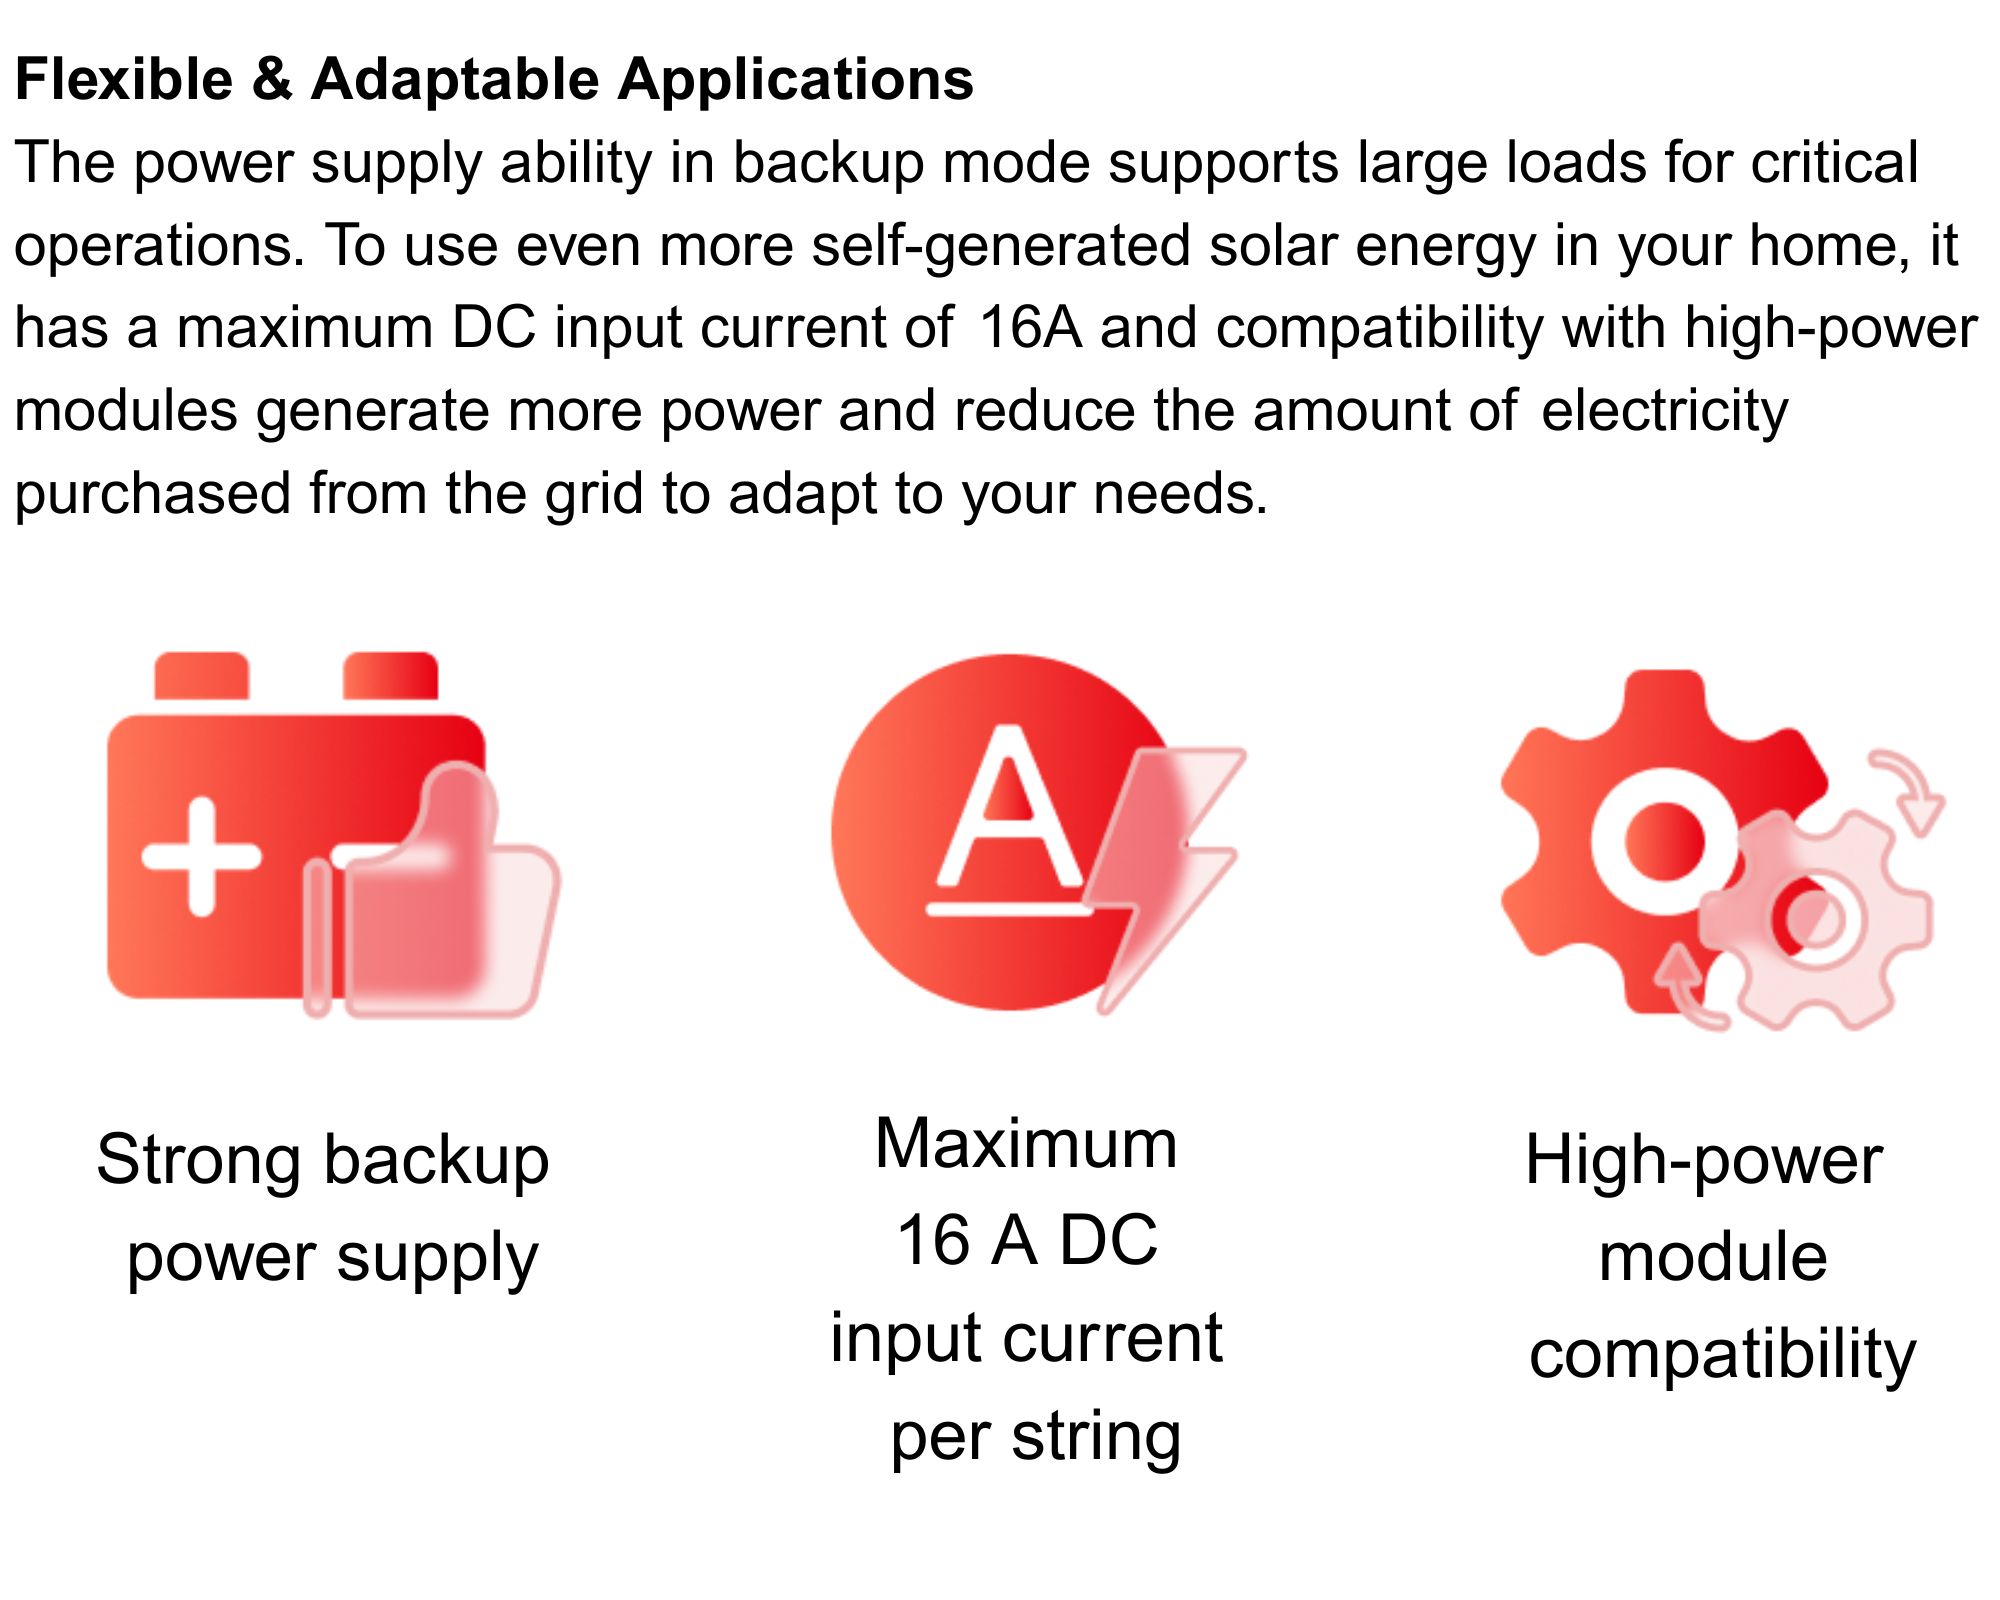 Flexible & Adaptable Applications
The power supply ability in backup mode supports large loads for critical
operations. To use even more self-generated solar energy in your home, it
has a maximum DC input current of 16A and compatibility with high-power
modules generate more power and reduce the amount of electricity
purchased from the grid to adapt to your needs.
A
Strong backup
power supply
Maximum
16 A DC
input current
per string
High-power
module
compatibility